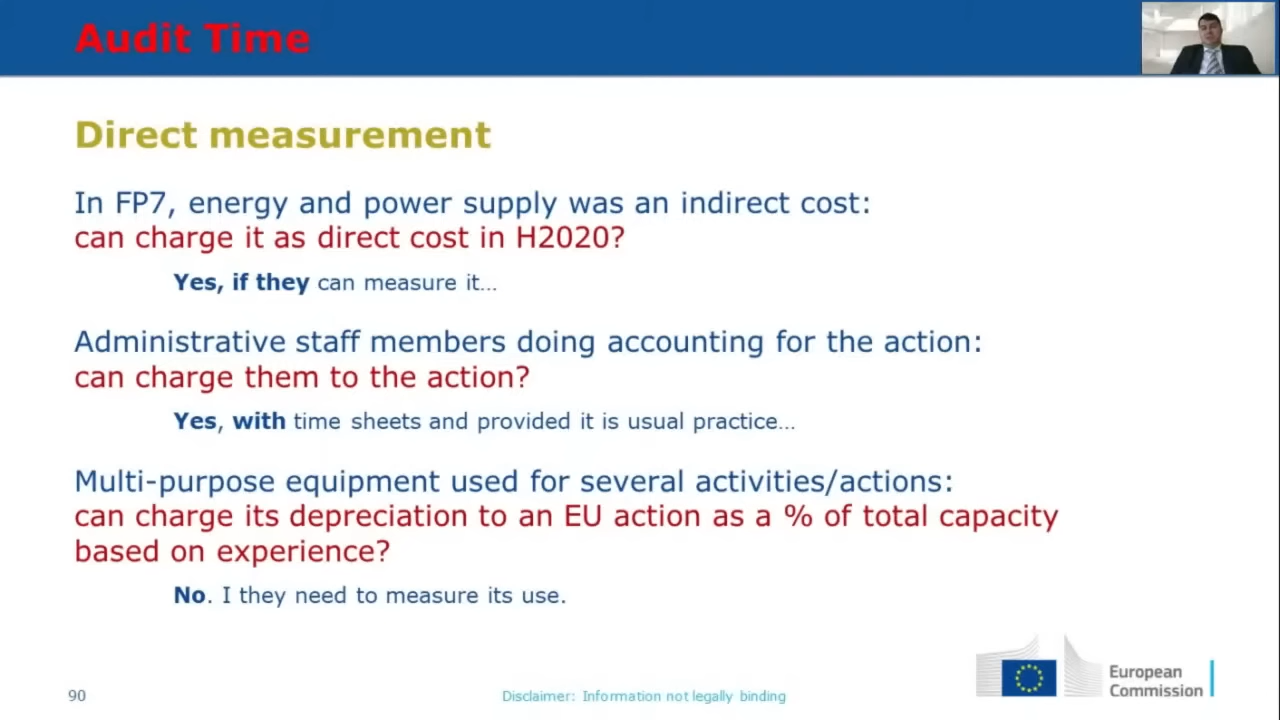 Audit Time
Direct measurement
In FP7, energy and power supply was an indirect cost:
can charge it as direct cost in H2020?
Yes, if they can measure it…
Administrative staff members doing accounting for the action:
can charge them to the action?
Yes, with time sheets and provided it is usual practice…
Multi-purpose equipment used for several activities/actions:
can charge its depreciation to an EU action as a % of total capacity
based on experience?
No. I they need to measure its use.
90
Disclaimer: Information not legally binding
European
Commission